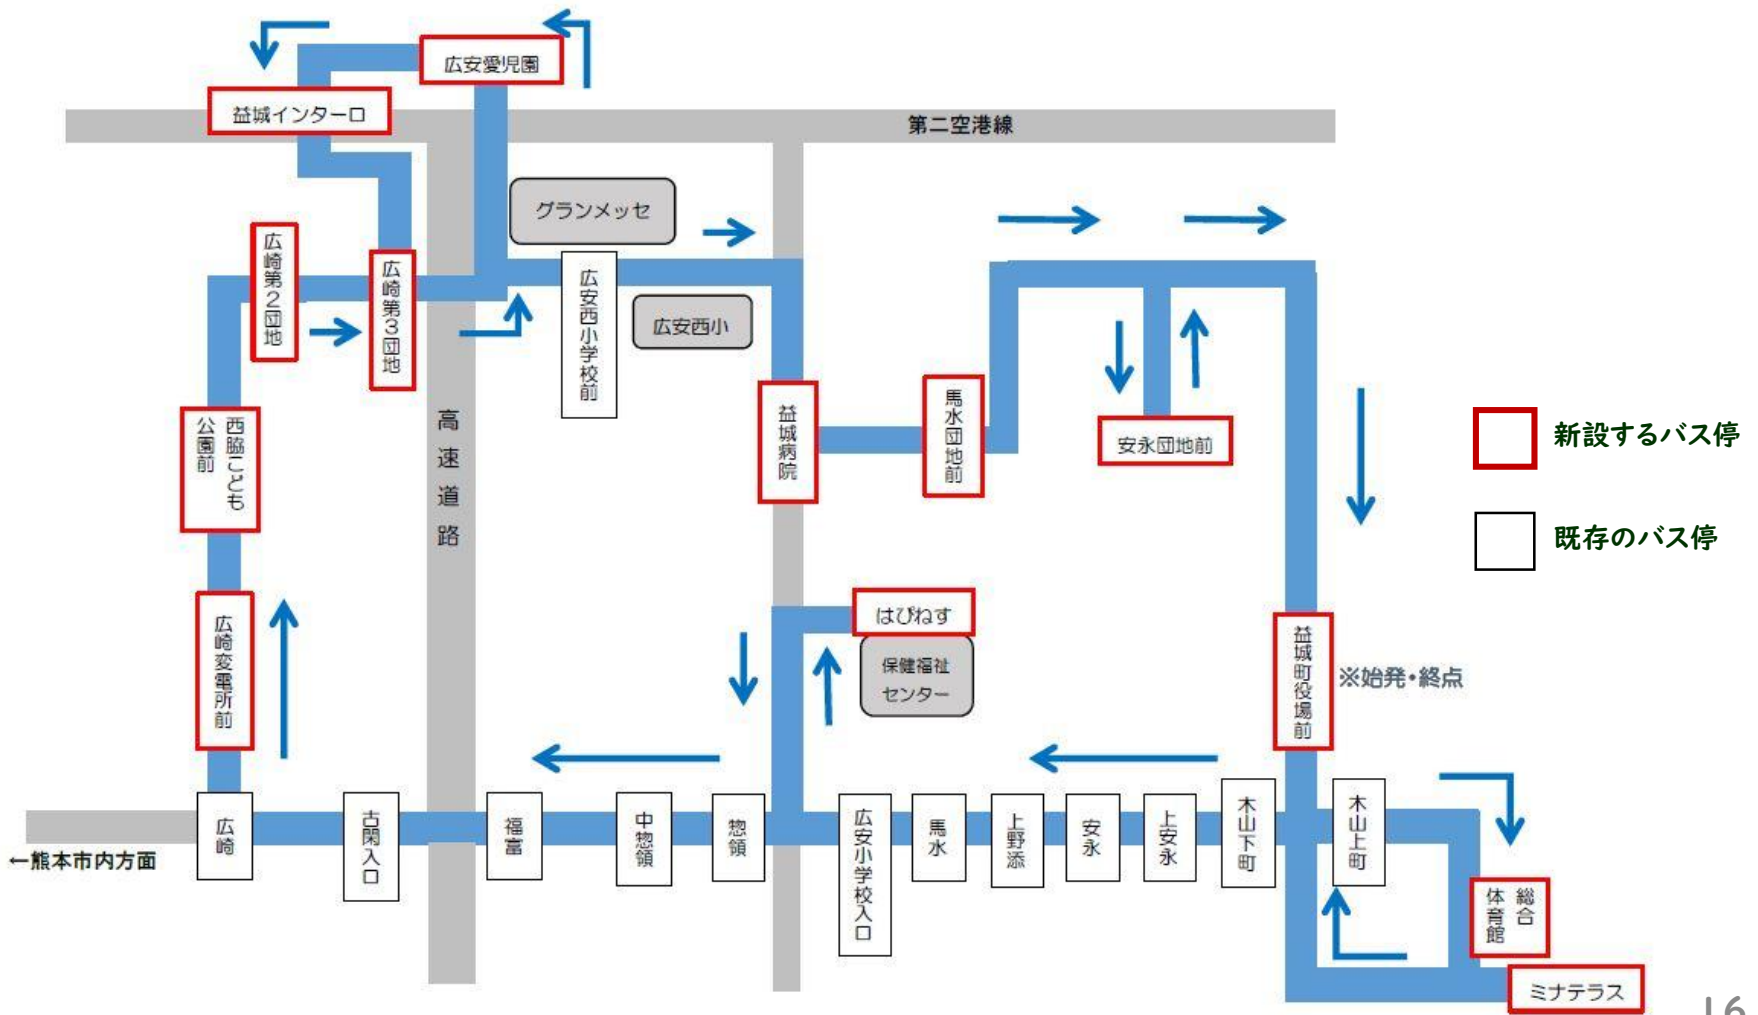 広安愛児園
益城インター口
第二空港線
グランメッセ
広崎第2団地
広崎第3団地
広安西小学校前
広安西小
西脇こども
公園前
高速道路
益城病院
馬水団地前
安永団地前
新設するバス停
既存のバス停
広崎変電所前
はぴねす
保健福祉
センター
益城町役場前
※始発・終点
広崎
古閑入口
福富
中惣領
惣領
広安小学校入口
馬水
上野添
安永
上安永
木山下町
木山上町
←熊本市内方面
総合
体育館
ミナテラス
16